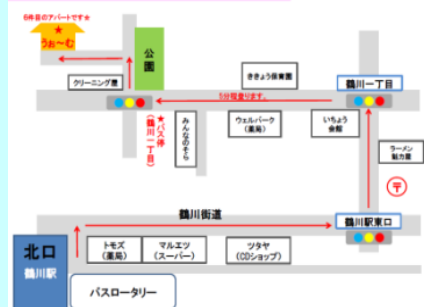 6件目のアパートです★
★
うぉ～む
公園
クリーニング屋
ききょう保育園
鶴川一丁目
5分程登ります。
★バス停
(鶴川一丁目)
みんなのそら
ウェルパーク
(薬局)
いちょう
会館
ラーメン
魁力屋
〒
鶴川街道
鶴川駅東口
北口
鶴川駅
トモズ
(薬局)
マルエツ
(スーパー)
ツタヤ
(CDショップ)
バスロータリー